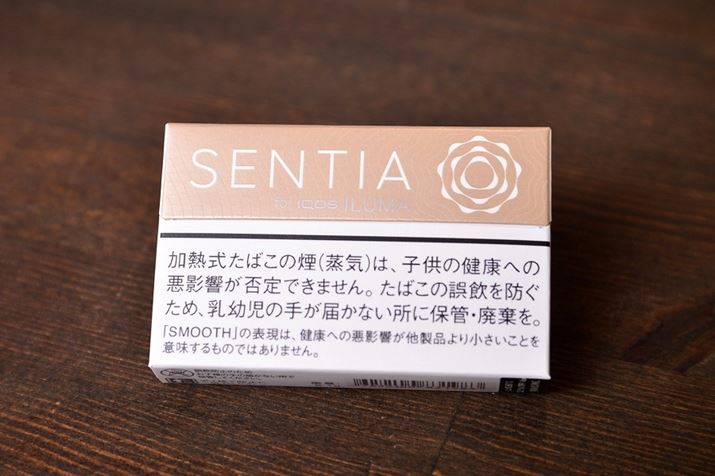 SENTIA
for IQOS ILUMA
加熱式たばこの煙(蒸気)は、子供の健康への
悪影響が否定できません。たばこの誤飲を防ぐ
ため、乳幼児の手が届かない所に保管・廃棄を。
「SMOOTH」の表現は、健康への悪影響が他製品より小さいことを
意味するものではありません。